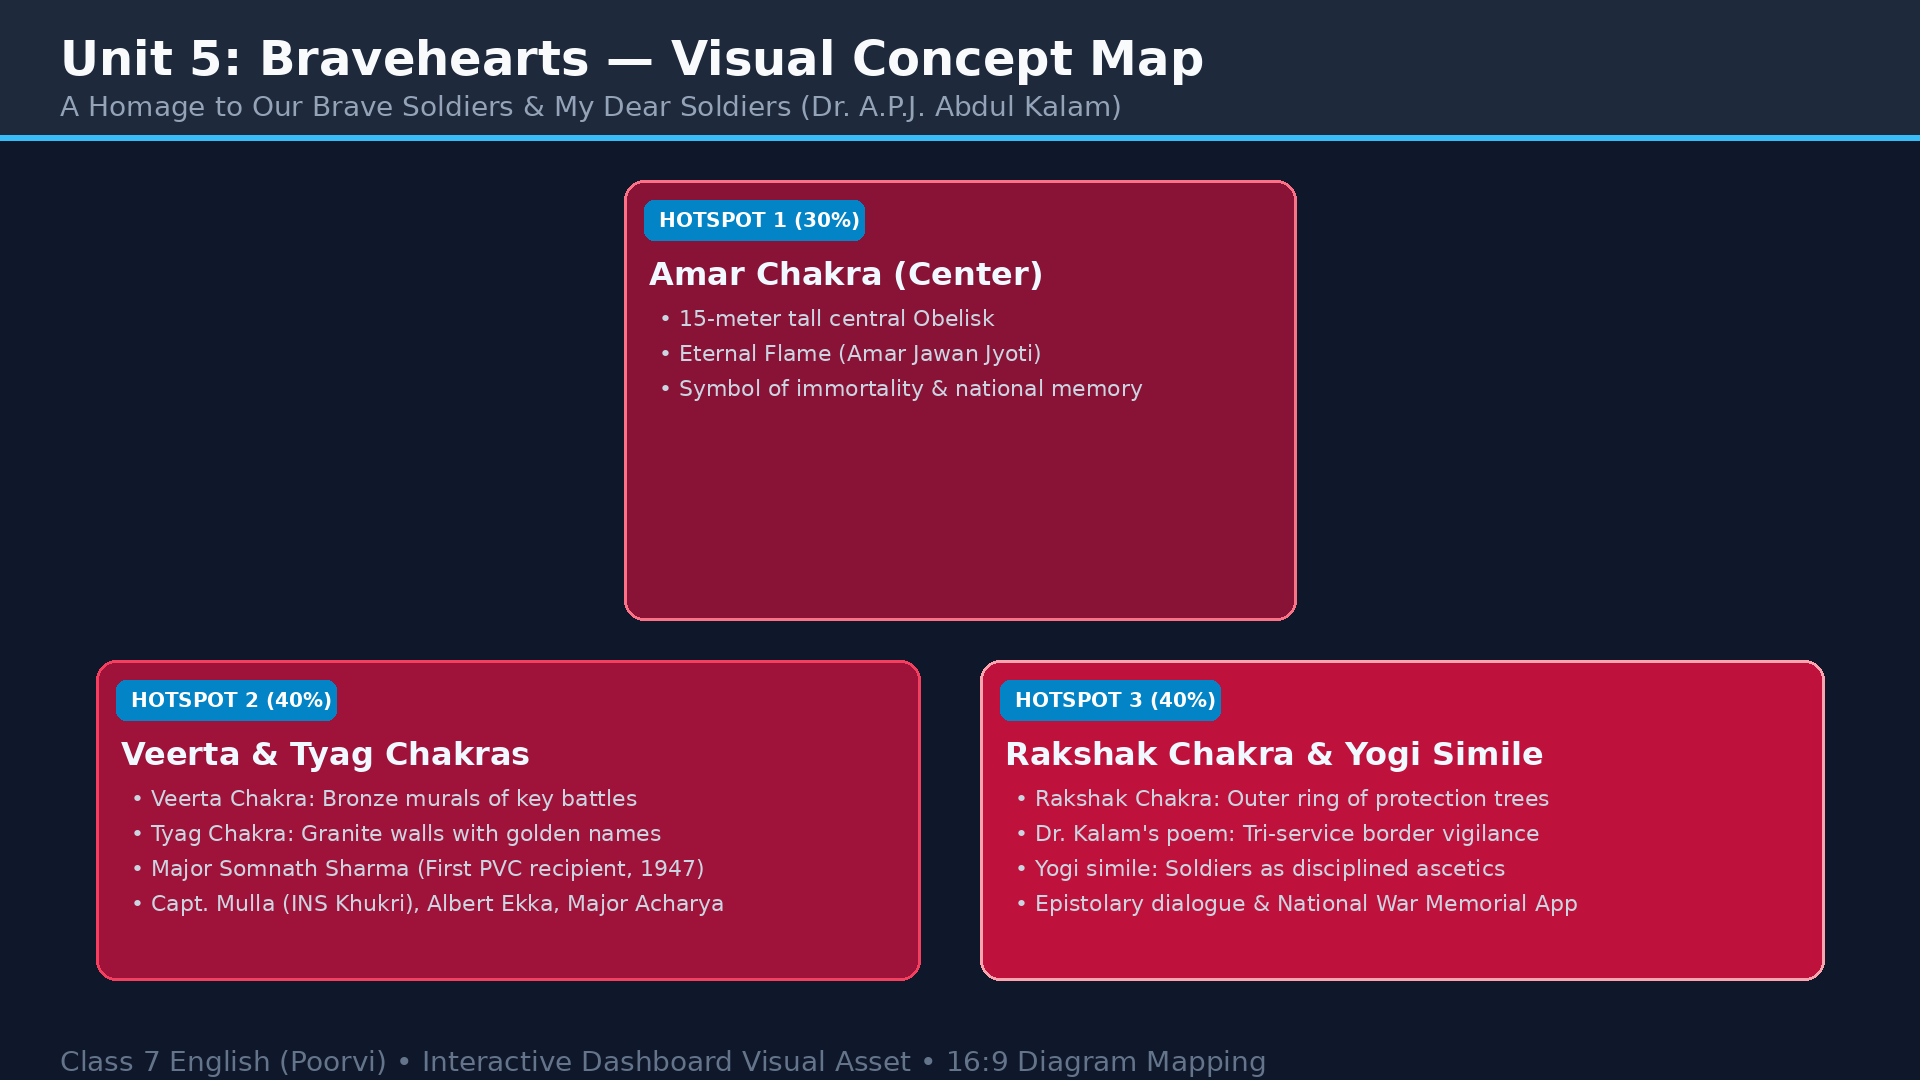 Unit 5: Bravehearts — Visual Concept Map
A Homage to Our Brave Soldiers & My Dear Soldiers (Dr. A.P.J. Abdul Kalam)
HOTSPOT 1 (30%)
Amar Chakra (Center)
• 15-meter tall central Obelisk
• Eternal Flame (Amar Jawan Jyoti)
• Symbol of immortality & national memory
HOTSPOT 2 (40%)
Veerta & Tyag Chakras
• Veerta Chakra: Bronze murals of key battles
• Tyag Chakra: Granite walls with golden names
• Major Somnath Sharma (First PVC recipient, 1947)
• Capt. Mulla (INS Khukri), Albert Ekka, Major Acharya
HOTSPOT 3 (40%)
Rakshak Chakra & Yogi Simile
• Rakshak Chakra: Outer ring of protection trees
• Dr. Kalam's poem: Tri-service border vigilance
• Yogi simile: Soldiers as disciplined ascetics
• Epistolary dialogue & National War Memorial App
Class 7 English (Poorvi) • Interactive Dashboard Visual Asset • 16:9 Diagram Mapping